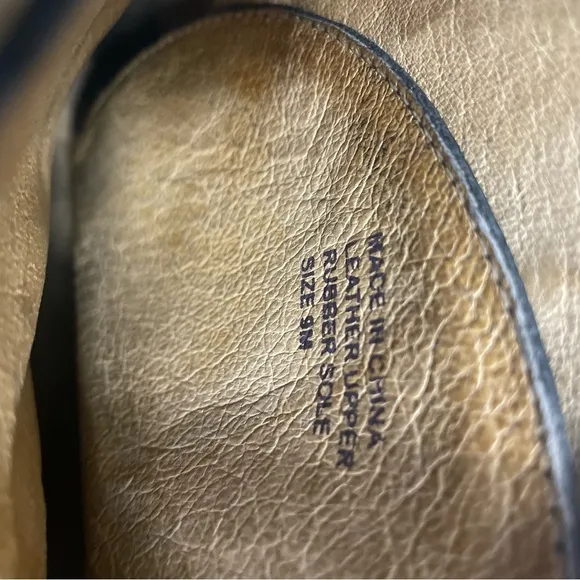 MADE IN CHINA
LEATHER UPPER
RUBBER SOLE
SIZE 9M